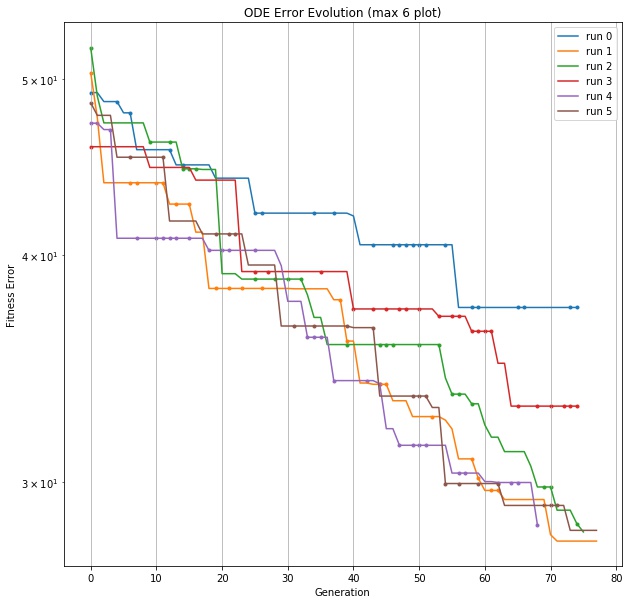 ODE Error Evolution (max 6 plot)
run 0
run 1
run 2
run 3
run 4
run 5
5 × 10¹
4 × 10¹
3 × 10¹
Fitness Error
0 10 20 30 40 50 60 70 80
Generation